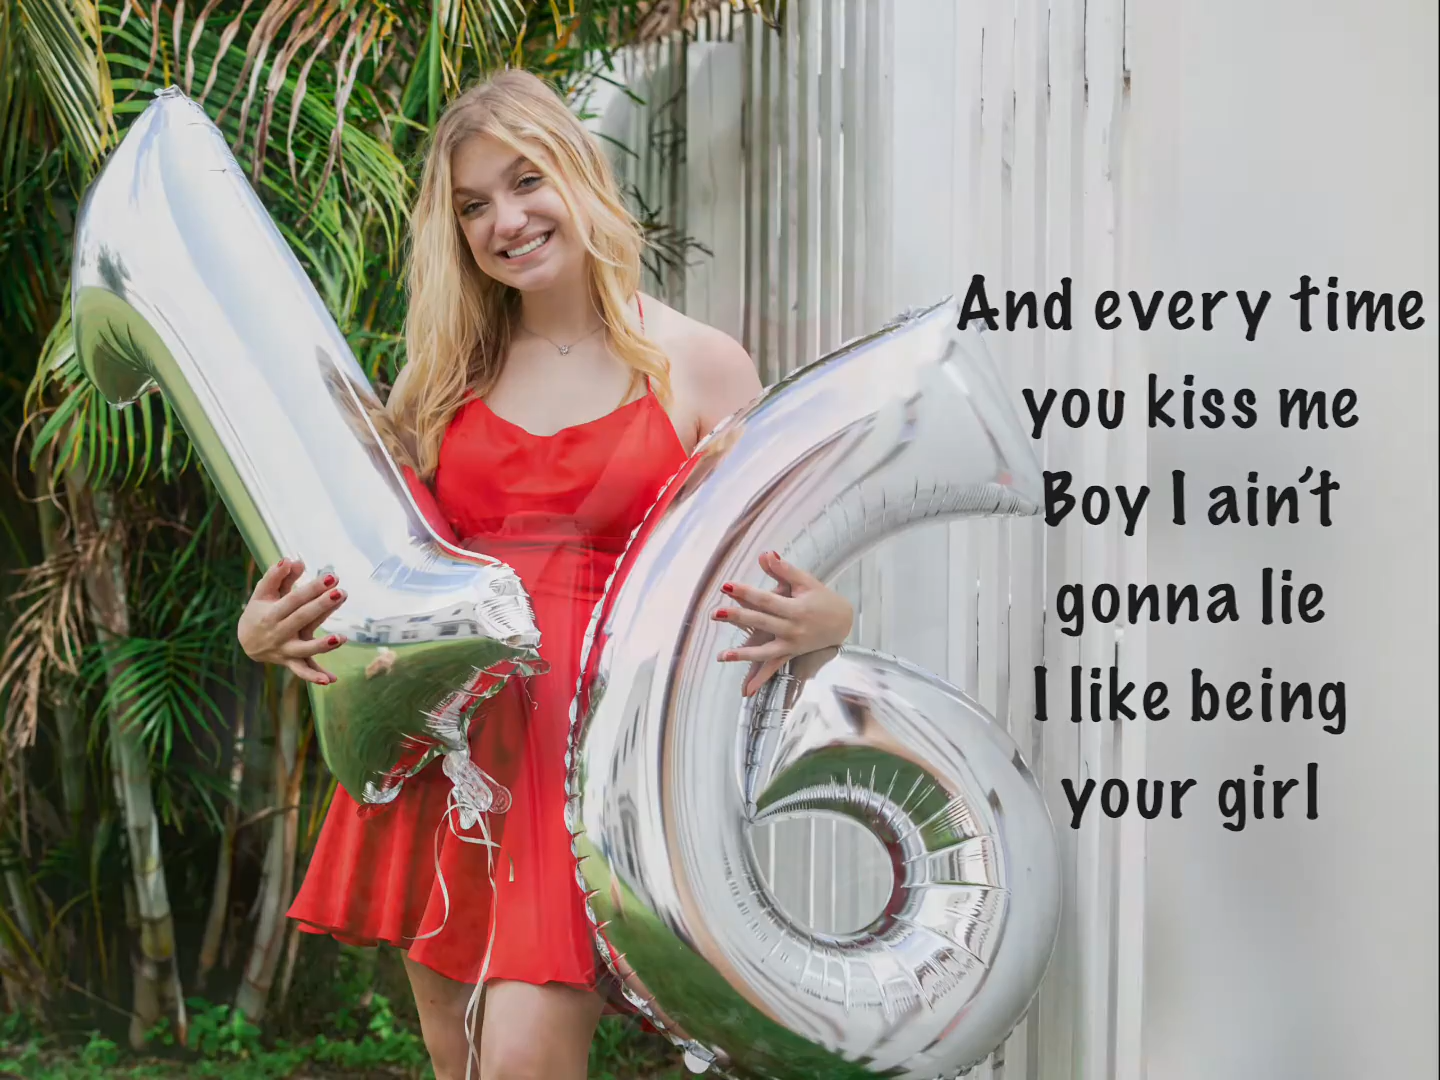 And every time
you kiss me
Boy I ain't
gonna lie
I like being
your girl